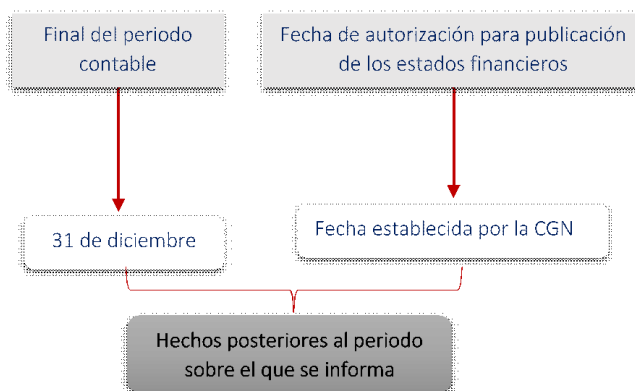 Final del periodo
contable
Fecha de autorización para publicación
de los estados financieros
31 de diciembre
Fecha establecida por la CGN
Hechos posteriores al periodo
sobre el que se informa